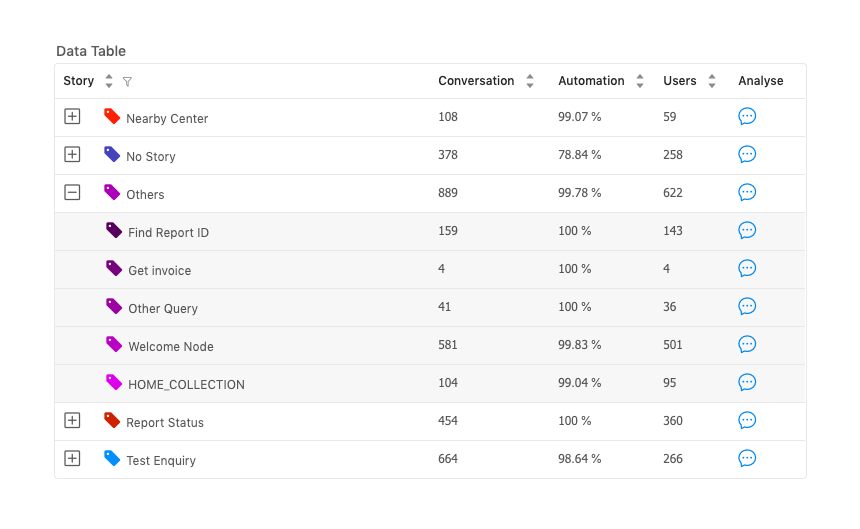 Data Table
Story Conversation Automation Users Analyse
Nearby Center 108 99.07 % 59
No Story 378 78.84 % 258
Others 889 99.78 % 622
Find Report ID 159 100 % 143
Get invoice 4 100 % 4
Other Query 41 100 % 36
Welcome Node 581 99.83 % 501
HOME_COLLECTION 104 99.04 % 95
Report Status 454 100 % 360
Test Enquiry 664 98.64 % 266